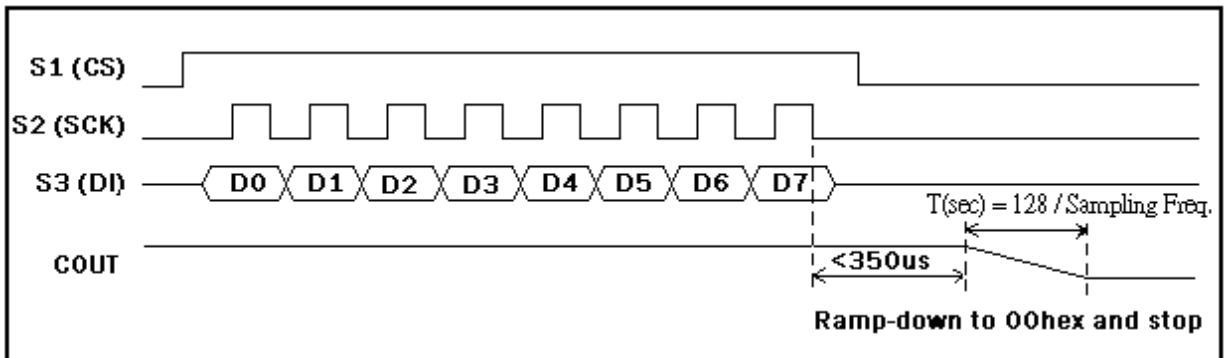 S1 (CS)
S2 (SCK)
S3 (DI)
D0 D1 D2 D3 D4 D5 D6 D7
T(sec) = 128 / Sampling Freq.
COUT
<350us
Ramp-down to 00hex and stop